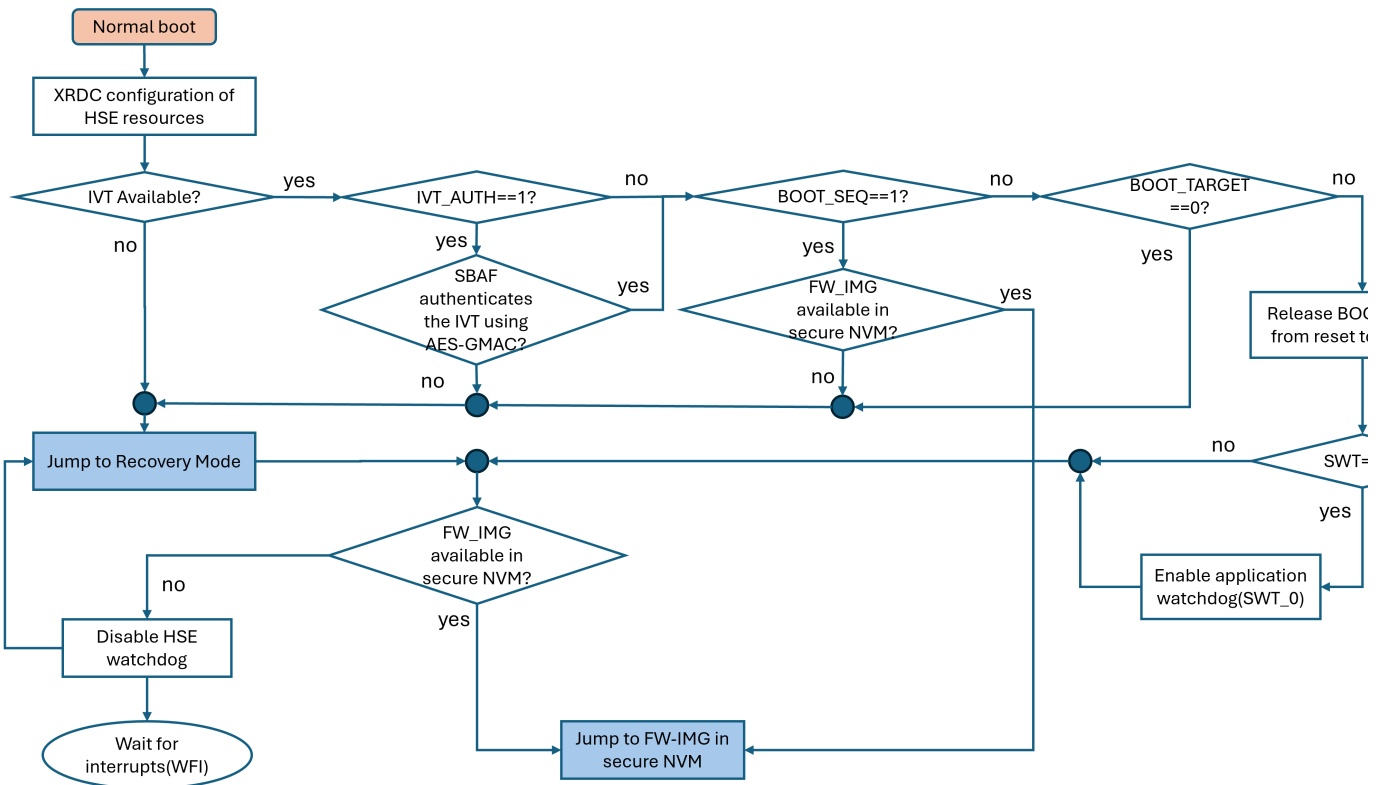 Normal boot
XRDC configuration of
HSE resources
IVT Available?
yes
IVT_AUTH==1?
no
BOOT_SEQ==1?
no
BOOT_TARGET
==0?
no
no
yes
SBAF
authenticates
the IVT using
AES-GMAC?
yes
yes
FW_IMG
available in
secure NVM?
yes
yes
Release
from reset
no
no
Jump to Recovery Mode
no
SWT=
yes
FW_IMG
available in
secure NVM?
no
yes
Enable application
watchdog(SWT_0)
Disable HSE
watchdog
Wait for
interrupts(WFI)
Jump to FW-IMG in
secure NVM